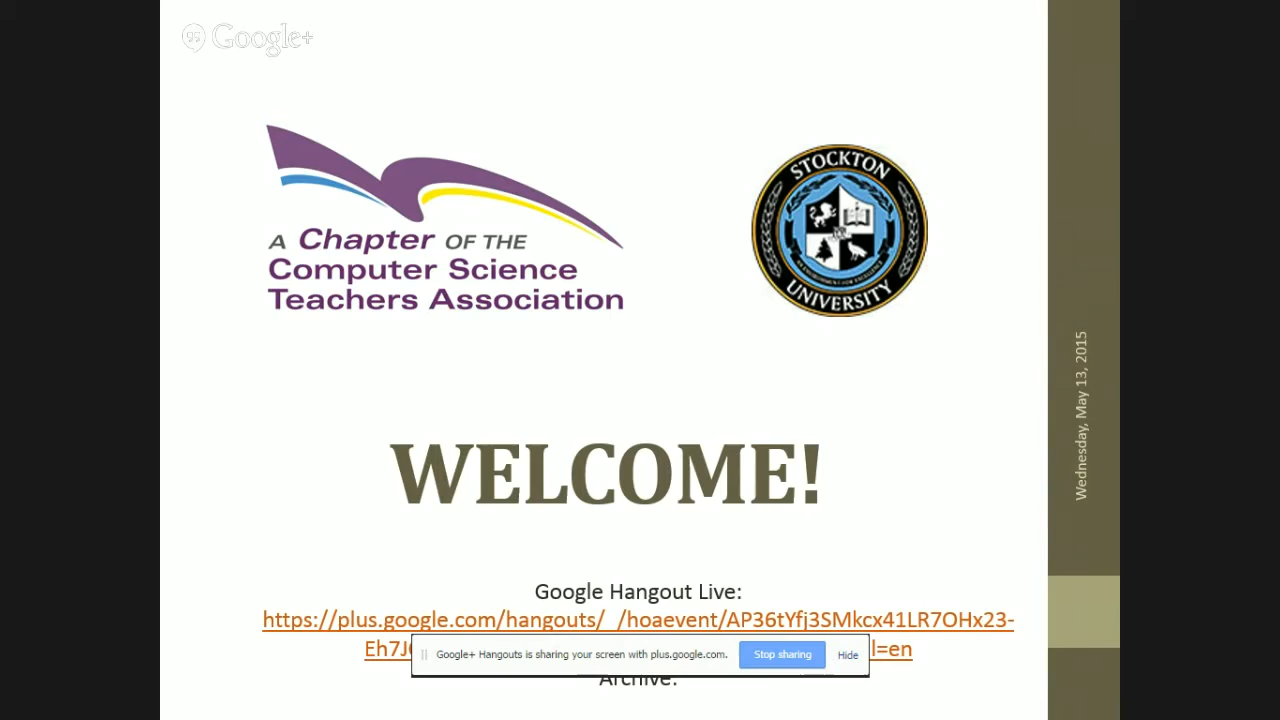 Google+
A Chapter OF THE
Computer Science
Teachers Association
STOCKTON
UNIVERSITY
Wednesday, May 13, 2015
WELCOME!
Google Hangout Live:
https://plus.google.com/hangouts/_/hoaevent/AP36tYfj3SMkcx41LR7OHx23-
Eh7J
l=en
Google+ Hangouts is sharing your screen with plus.google.com.
Stop sharing
Hide
Archive: